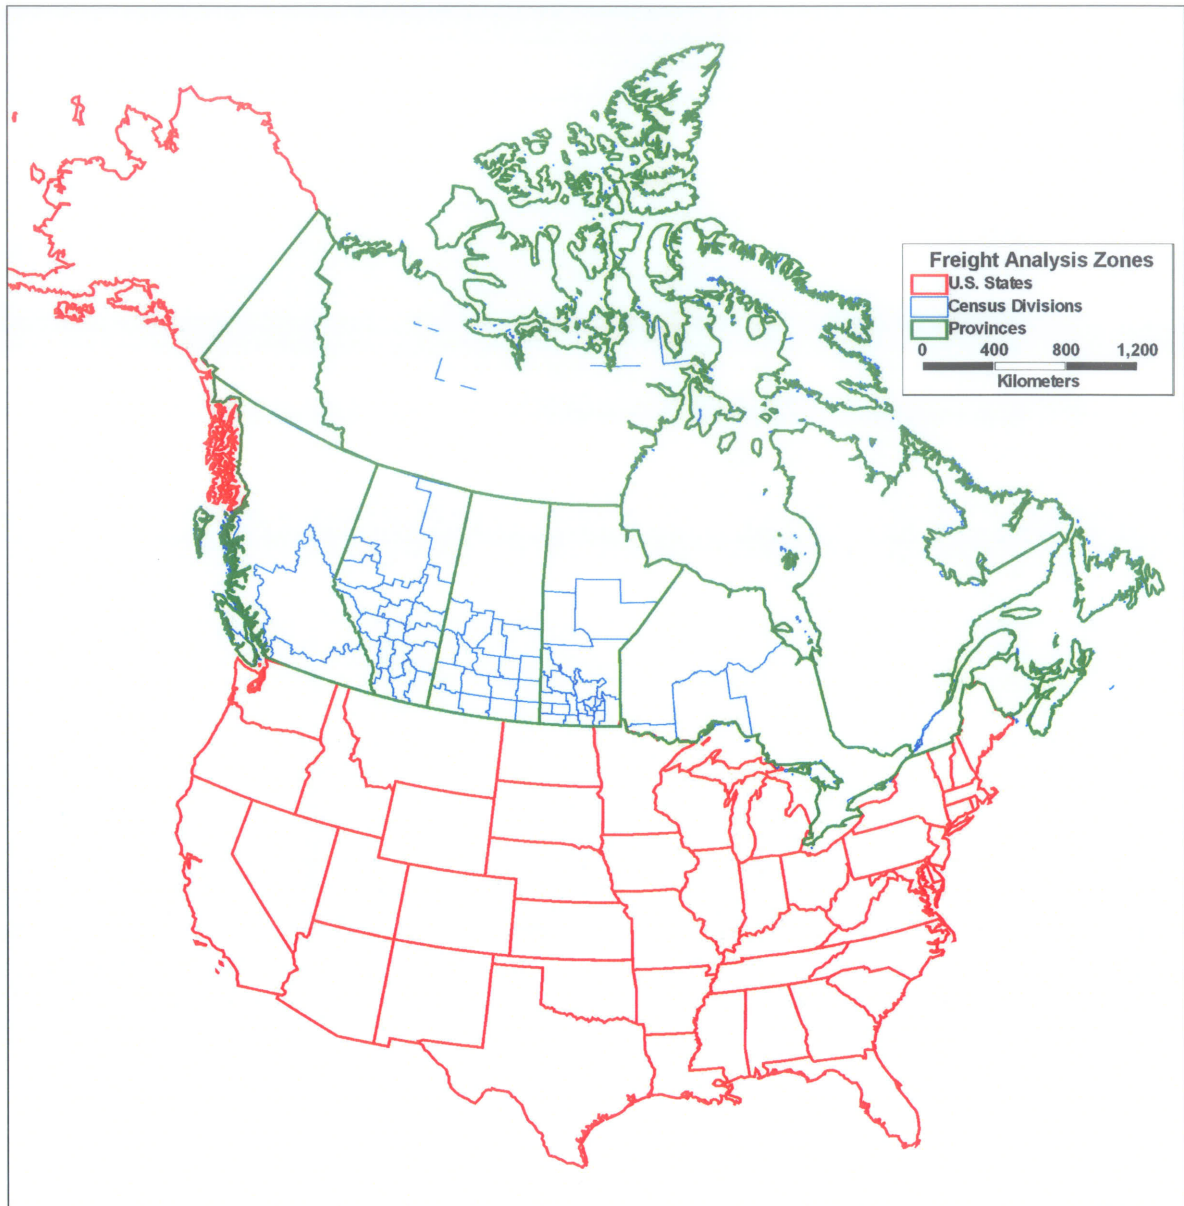 Freight Analysis Zones
U.S. States
Census Divisions
Provinces
0 400 800 1,200
Kilometers